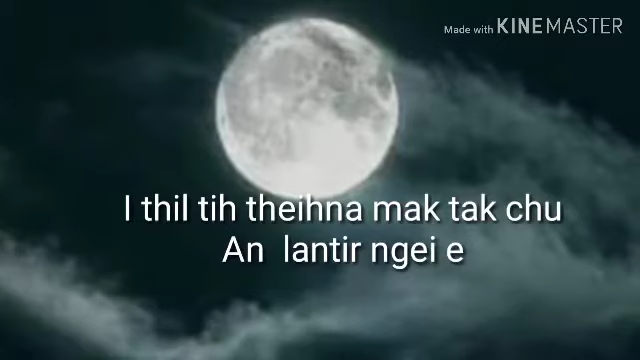 Made with KINEMASTER
I thil tih theihna mak tak chu
An  lantir ngei e